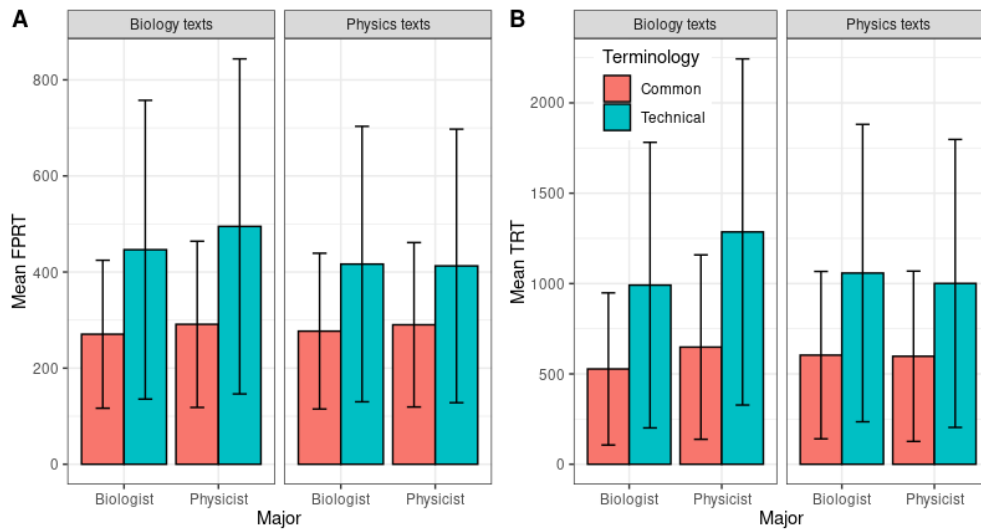 A
Biology texts
Physics texts
Mean FPRT
800
600
400
200
0
Biologist
Physicist
Biologist
Physicist
Major
B
Biology texts
Physics texts
Terminology
Common
Technical
Mean TRT
2000
1500
1000
500
0
Biologist
Physicist
Biologist
Physicist
Major